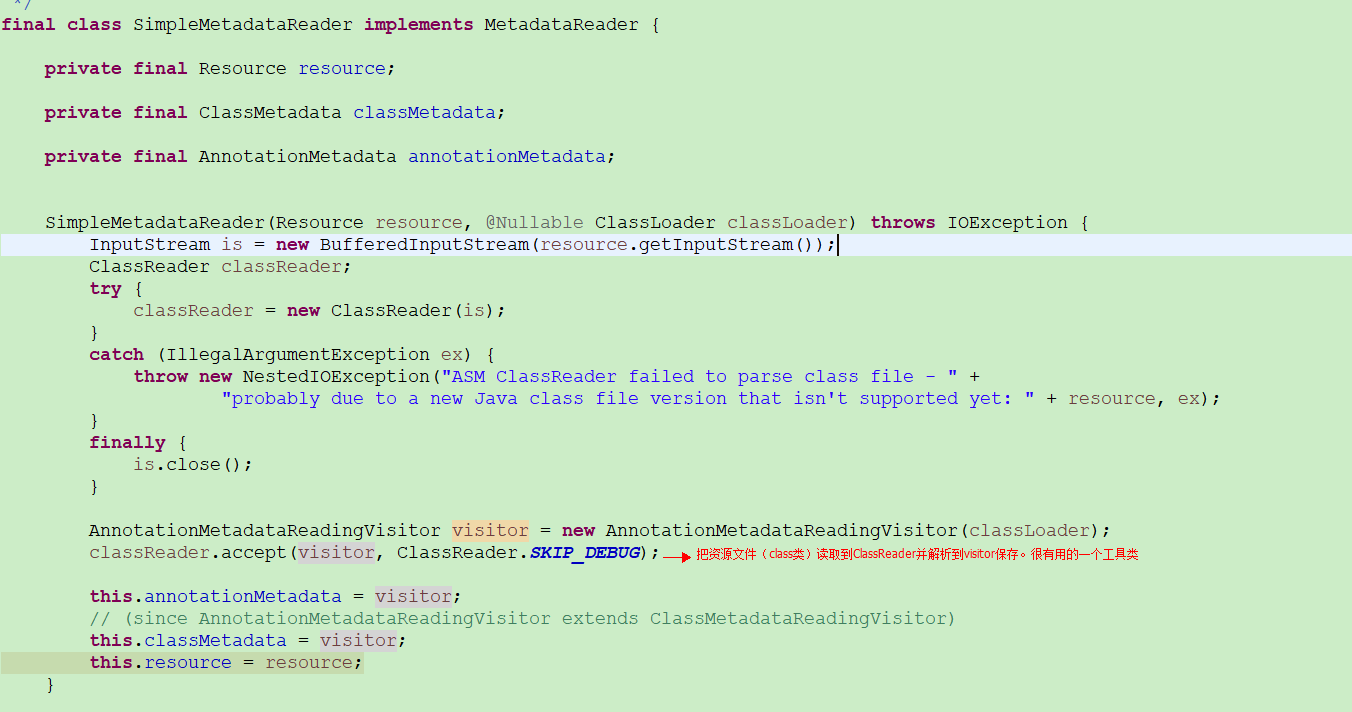 */
final class SimpleMetadataReader implements MetadataReader {
private final Resource resource;
private final ClassMetadata classMetadata;
private final AnnotationMetadata annotationMetadata;
SimpleMetadataReader(Resource resource, @Nullable ClassLoader classLoader) throws IOException {
InputStream is = new BufferedInputStream(resource.getInputStream());
ClassReader classReader;
try {
classReader = new ClassReader(is);
}
catch (IllegalArgumentException ex) {
throw new NestedIOException("ASM ClassReader failed to parse class file - " +
"probably due to a new Java class file version that isn't supported yet: " + resource, ex);
}
finally {
is.close();
}
AnnotationMetadataReadingVisitor visitor = new AnnotationMetadataReadingVisitor(classLoader);
classReader.accept(visitor, ClassReader.SKIP_DEBUG); 把资源文件（class类）读取到ClassReader并解析到visitor保存。很有用的一个工具类
this.annotationMetadata = visitor;
// (since AnnotationMetadataReadingVisitor extends ClassMetadataReadingVisitor)
this.classMetadata = visitor;
this.resource = resource;
}